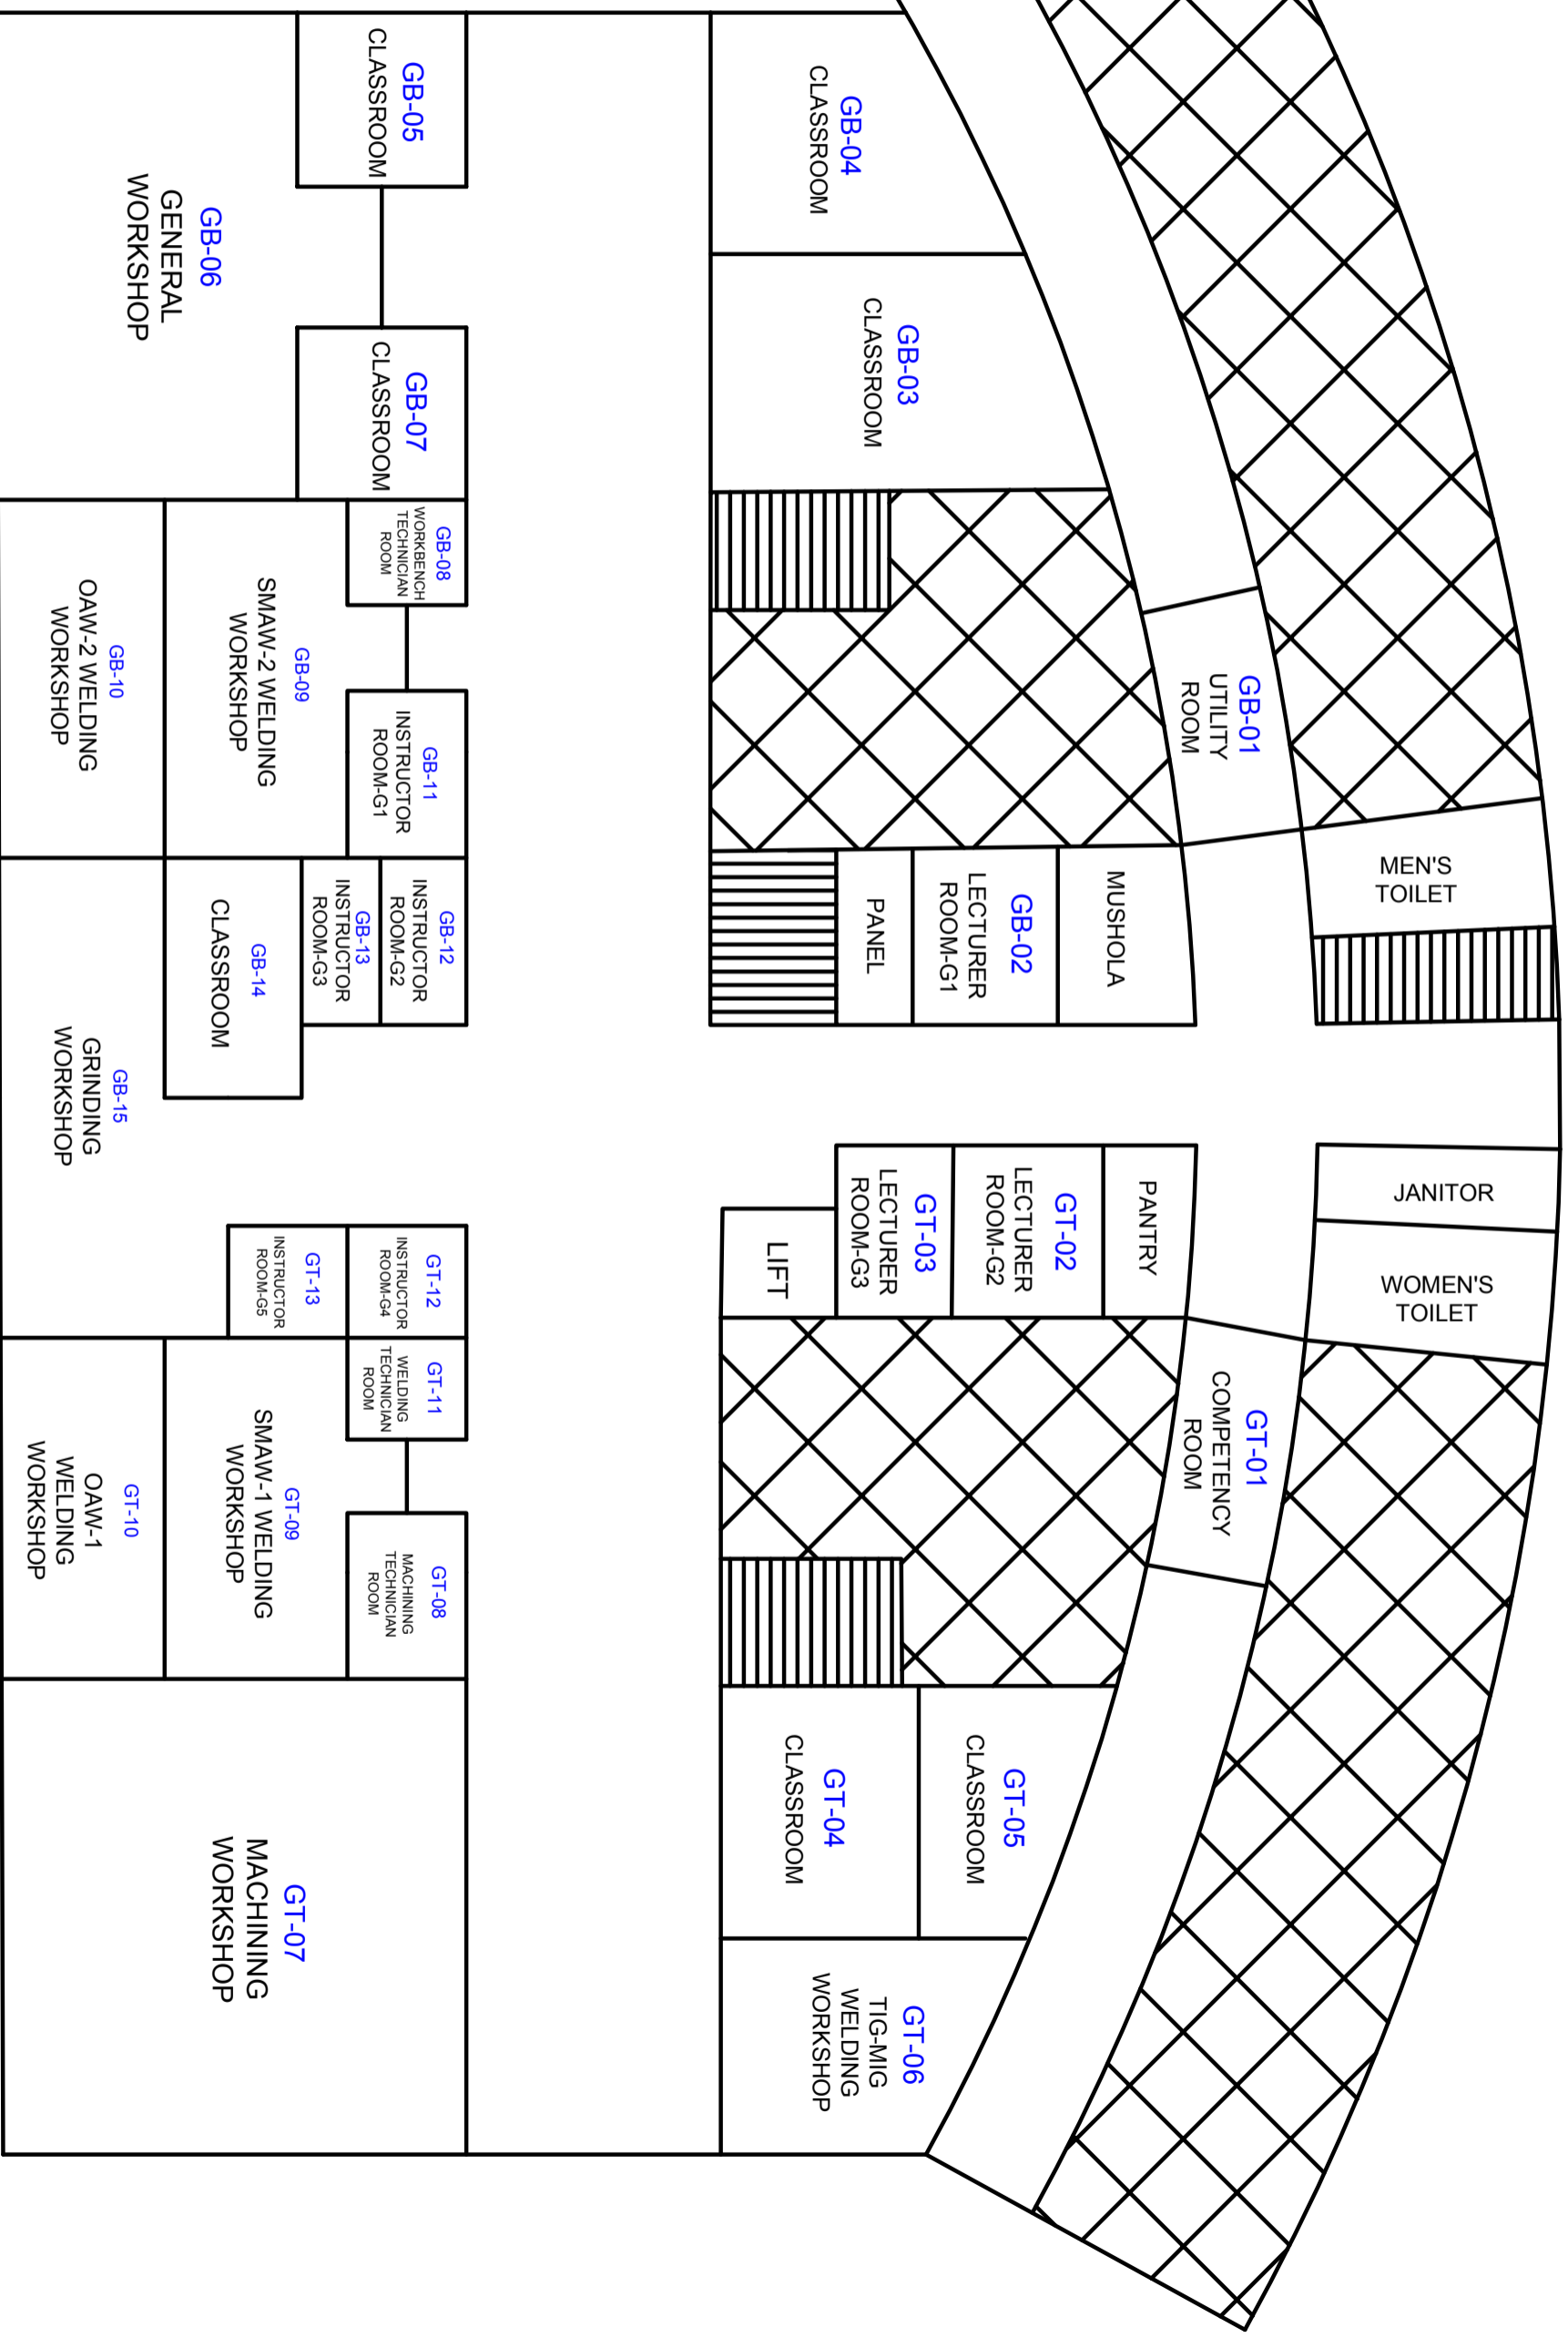 GB-05
CLASSROOM
GB-04
CLASSROOM
GB-06
GENERAL
WORKSHOP
GB-03
CLASSROOM
GB-07
CLASSROOM
GB-08
WORKBENCH
TECHNICIAN
ROOM
GB-10
OAW-2 WELDING
WORKSHOP
GB-09
SMAW-2 WELDING
WORKSHOP
GB-11
INSTRUCTOR
ROOM-G1
GB-01
UTILITY
ROOM
MEN'S
TOILET
GB-12
INSTRUCTOR
ROOM-G2
GB-13
INSTRUCTOR
ROOM-G3
GB-14
CLASSROOM
PANEL
GB-02
LECTURER
ROOM-G1
MUSHOLA
GB-15
GRINDING
WORKSHOP
JANITOR
WOMEN'S
TOILET
PANTRY
GT-02
LECTURER
ROOM-G2
GT-03
LECTURER
ROOM-G3
LIFT
GT-12
INSTRUCTOR
ROOM-G4
GT-13
INSTRUCTOR
ROOM-G5
GT-11
WELDING
TECHNICIAN
ROOM
GT-01
COMPETENCY
ROOM
GT-10
OAW-1
WELDING
WORKSHOP
GT-09
SMAW-1 WELDING
WORKSHOP
GT-08
MACHINING
TECHNICIAN
ROOM
GT-05
CLASSROOM
GT-04
CLASSROOM
GT-07
MACHINING
WORKSHOP
GT-06
TIG-MIG
WELDING
WORKSHOP